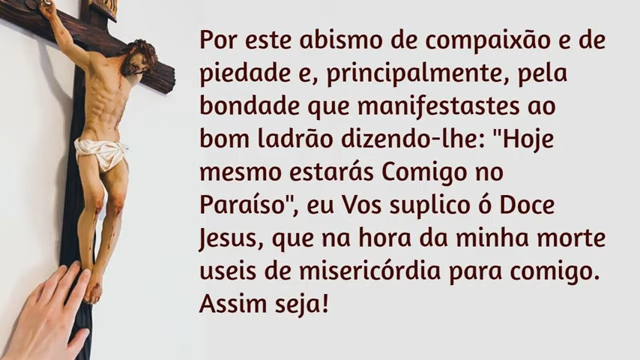 Por este abismo de compaixão e de
piedade e, principalmente, pela
bondade que manifestastes ao
bom ladrão dizendo-lhe: "Hoje
mesmo estarás Comigo no
Paraíso", eu Vos suplico ó Doce
Jesus, que na hora da minha morte
useis de misericórdia para comigo.
Assim seja!